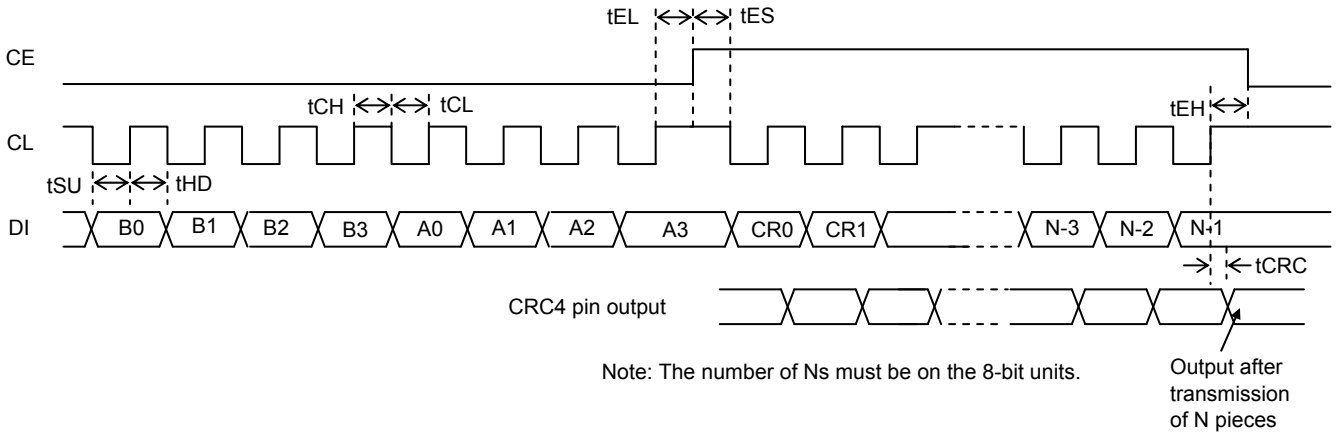 tEL tES
CE
tCH tCL
tEH
CL
tSU tHD
DI B0 B1 B2 B3 A0 A1 A2 A3 CR0 CR1 N-3 N-2 N-1
tCRC
CRC4 pin output
Note: The number of Ns must be on the 8-bit units.
Output after
transmission
of N pieces